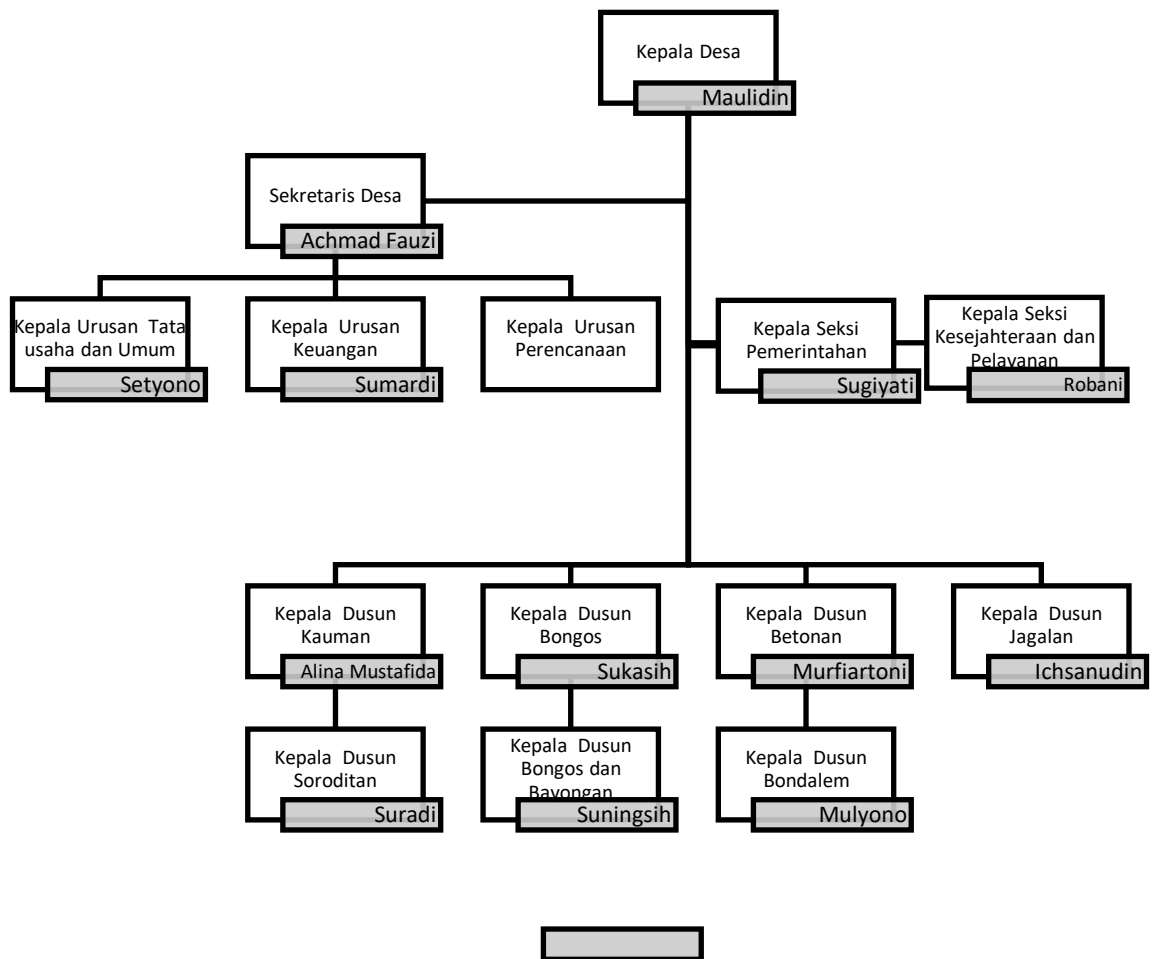 Kepala Desa
Maulidin
Sekretaris Desa
Achmad Fauzi
Kepala Urusan Tata
usaha dan Umum
Setyono
Kepala Urusan
Keuangan
Sumardi
Kepala Urusan
Perencanaan
Kepala Seksi
Pemerintahan
Sugiyati
Kepala Seksi
Kesejahteraan dan
Pelayanan
Robani
Kepala Dusun
Kauman
Alina Mustafida
Kepala Dusun
Bongos
Sukasih
Kepala Dusun
Betonan
Murfiartoni
Kepala Dusun
Jagalan
Ichsanudin
Kepala Dusun
Soroditan
Suradi
Kepala Dusun
Bongos dan
Bayongan
Suningsih
Kepala Dusun
Bondalem
Mulyono